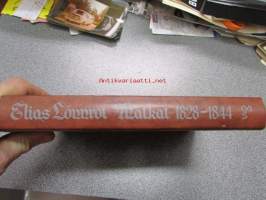 Antikvariaatti.net
Elias Lönnrot Matkat 1828-1844